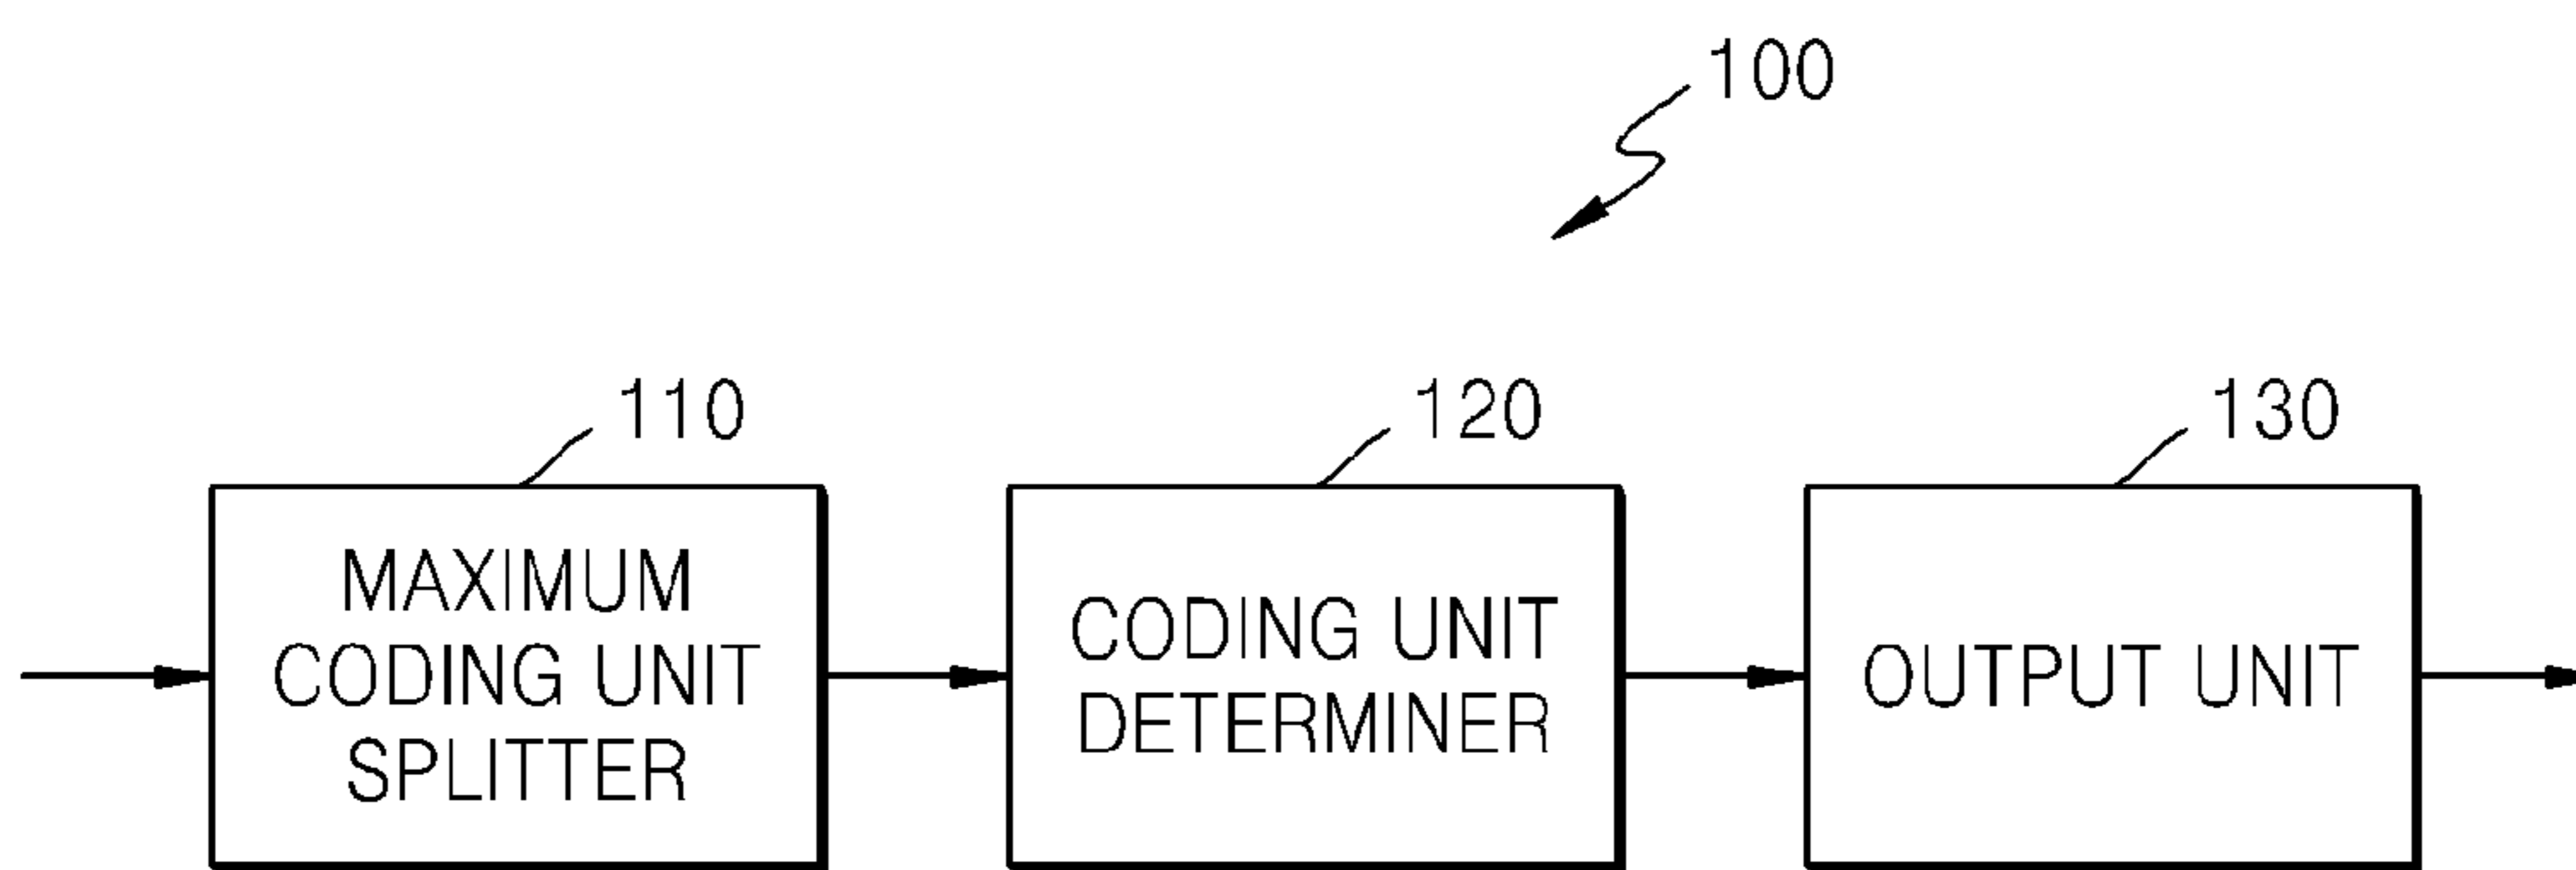 100
110
120
130
MAXIMUM
CODING UNIT
SPLITTER
CODING UNIT
DETERMINER
OUTPUT UNIT